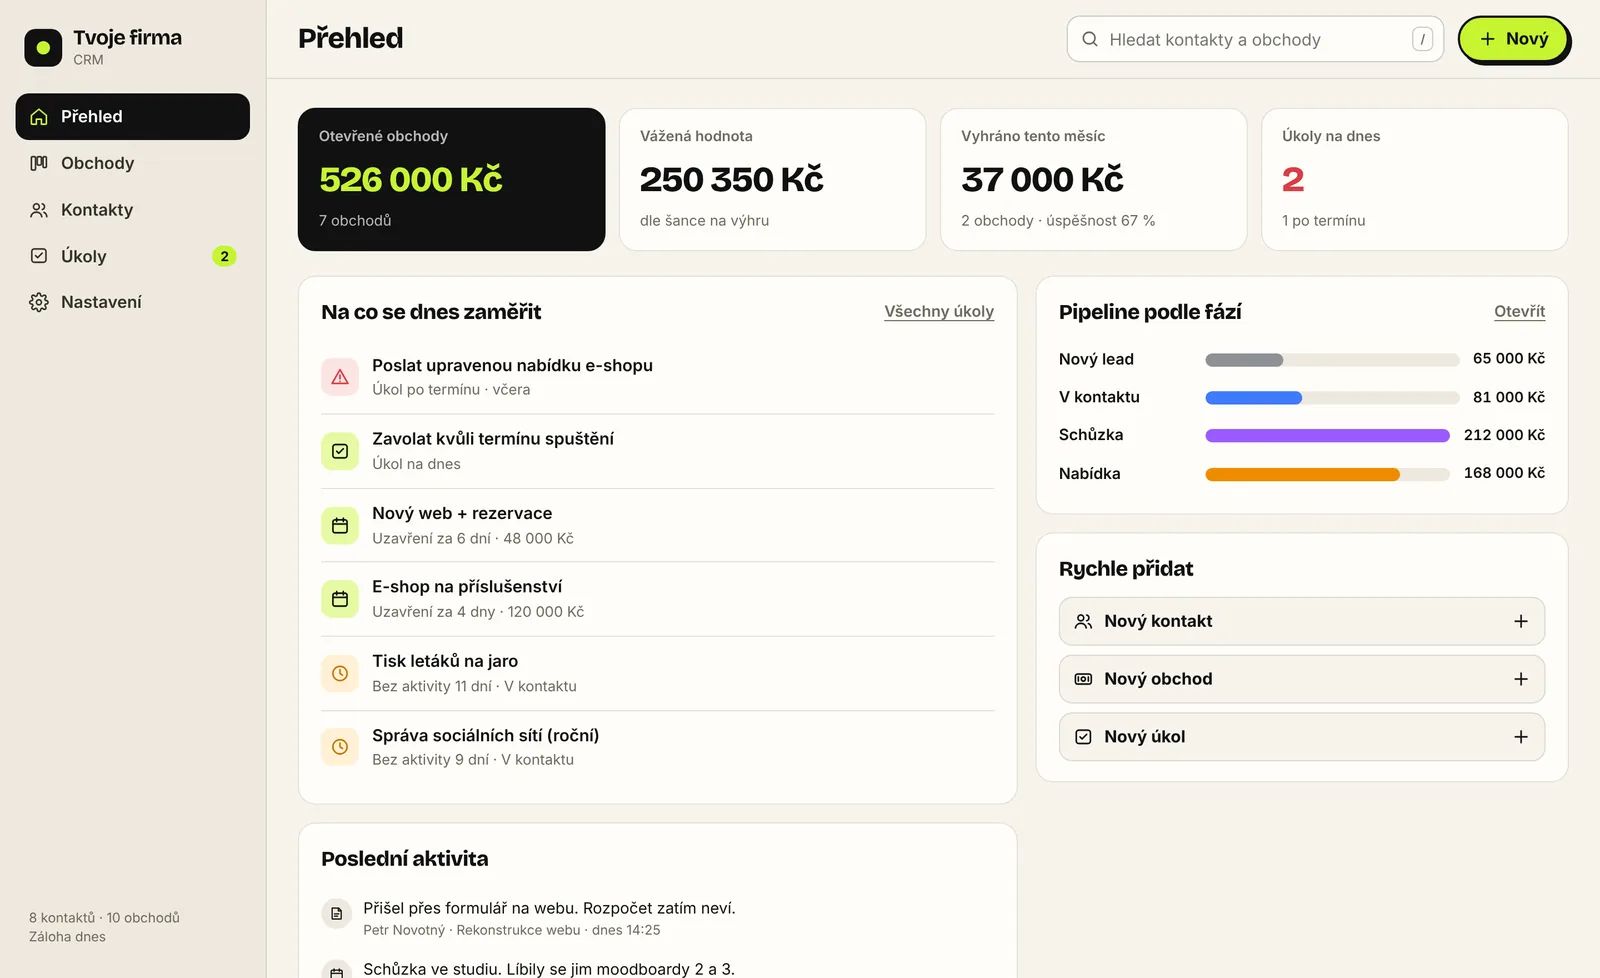 Tvoje firma
CRM
Přehled
Obchody
Kontakty
Úkoly
2
Nastavení
8 kontaktů · 10 obchodů
Záloha dnes
Přehled
Hledat kontakty a obchody
/
+ Nový
Otevřené obchody
526 000 Kč
7 obchodů
Vážená hodnota
250 350 Kč
dle šance na výhru
Vyhráno tento měsíc
37 000 Kč
2 obchody · úspěšnost 67 %
Úkoly na dnes
2
1 po termínu
Na co se dnes zaměřit
Všechny úkoly
Poslat upravenou nabídku e-shopu
Úkol po termínu · včera
Zavolat kvůli termínu spuštění
Úkol na dnes
Nový web + rezervace
Uzavření za 6 dní · 48 000 Kč
E-shop na příslušenství
Uzavření za 4 dny · 120 000 Kč
Tisk letáků na jaro
Bez aktivity 11 dní · V kontaktu
Správa sociálních sítí (roční)
Bez aktivity 9 dní · V kontaktu
Pipeline podle fází
Otevřít
Nový lead 65 000 Kč
V kontaktu 81 000 Kč
Schůzka 212 000 Kč
Nabídka 168 000 Kč
Rychle přidat
Nový kontakt +
Nový obchod +
Nový úkol +
Poslední aktivita
Přišel přes formulář na webu. Rozpočet zatím neví.
Petr Novotný · Rekonstrukce webu · dnes 14:25
Schůzka ve studiu. Líbily se jim moodboardy 2 a 3.